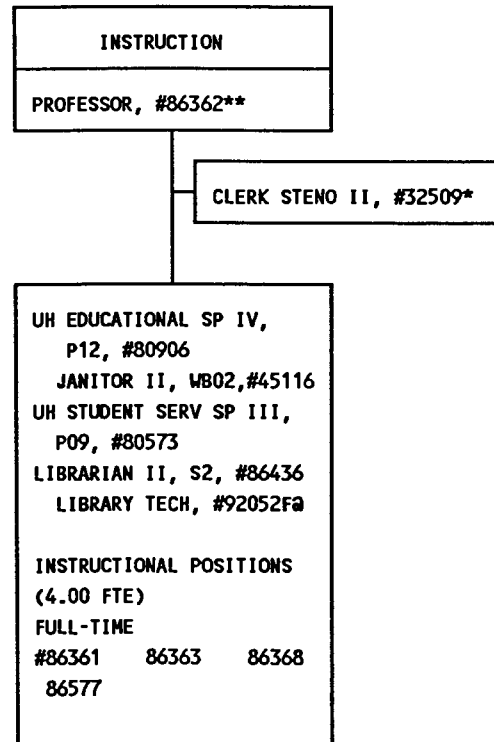 INSTRUCTION
PROFESSOR, #86362**
CLERK STENO II, #32509*
UH EDUCATIONAL SP IV,
P12, #80906
JANITOR II, WB02,#45116
UH STUDENT SERV SP III,
P09, #80573
LIBRARIAN II, S2, #86436
LIBRARY TECH, #92052Fa
INSTRUCTIONAL POSITIONS
(4.00 FTE)
FULL-TIME
#86361 86363 86368
86577